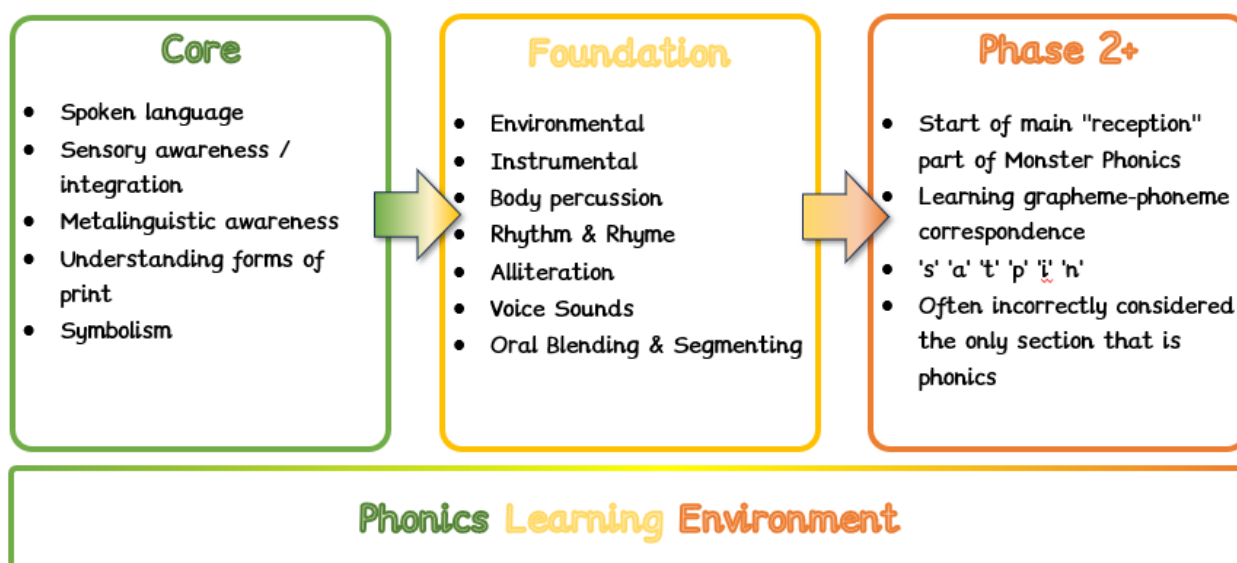 Core
• Spoken language
• Sensory awareness /
integration
• Metalinguistic awareness
• Understanding forms of
print
• Symbolism
Foundation
• Environmental
• Instrumental
• Body percussion
• Rhythm & Rhyme
• Alliteration
• Voice Sounds
• Oral Blending & Segmenting
Phase 2+
• Start of main "reception"
part of Monster Phonics
• Learning grapheme-phoneme
correspondence
• 's' 'a' 't' 'p' 'i' 'n'
• Often incorrectly considered
the only section that is
phonics
Phonics Learning Environment